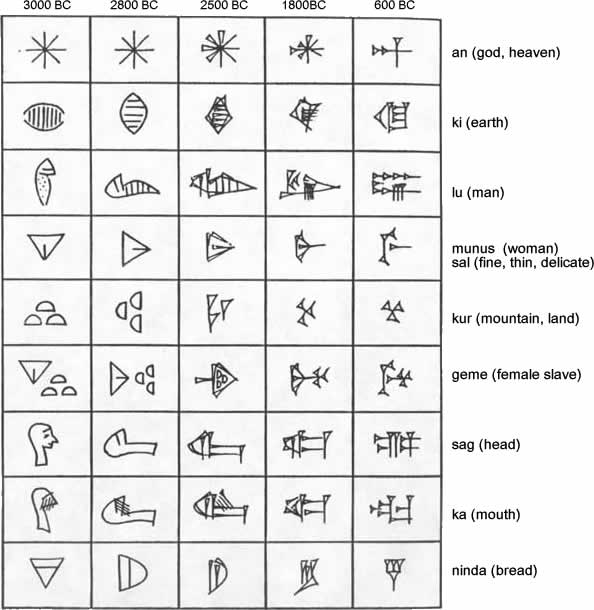 3000 BC 2800 BC 2500 BC 1800BC 600 BC
an (god, heaven)
ki (earth)
lu (man)
munus (woman)
sal (fine, thin, delicate)
kur (mountain, land)
geme (female slave)
sag (head)
ka (mouth)
ninda (bread)